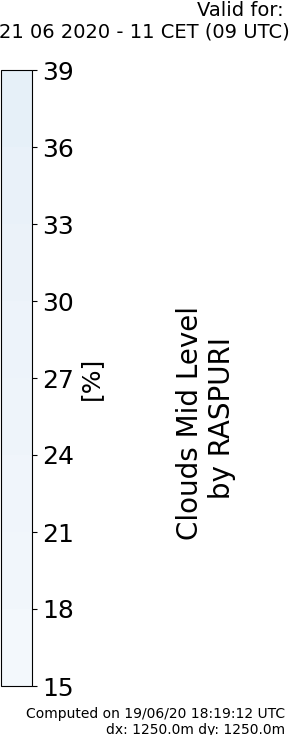 Valid for:
21 06 2020 - 11 CET (09 UTC)
39
36
33
30
27
24
21
18
15
[%]
Clouds Mid Level
by RASPURI
Computed on 19/06/20 18:19:12 UTC
dx: 1250.0m dy: 1250.0m